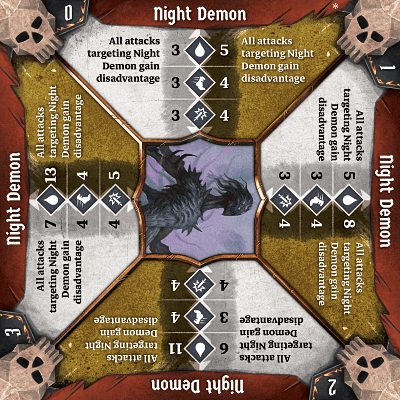 0
Night Demon
*
All attacks
targeting Night
Demon gain
disadvantage
3 5
3 4
3 4
All attacks
targeting Night
Demon gain
disadvantage
1
Night Demon
All attacks
targeting Night
Demon gain
disadvantage
5 8
3 4
3 4
All attacks
targeting Night
Demon gain
disadvantage
2
Night Demon
All attacks
targeting Night
Demon gain
disadvantage
6 11
3 4
4 4
All attacks
targeting Night
Demon gain
disadvantage
3
Night Demon
All attacks
targeting Night
Demon gain
disadvantage
7 13
4 4
4 5
All attacks
targeting Night
Demon gain
disadvantage